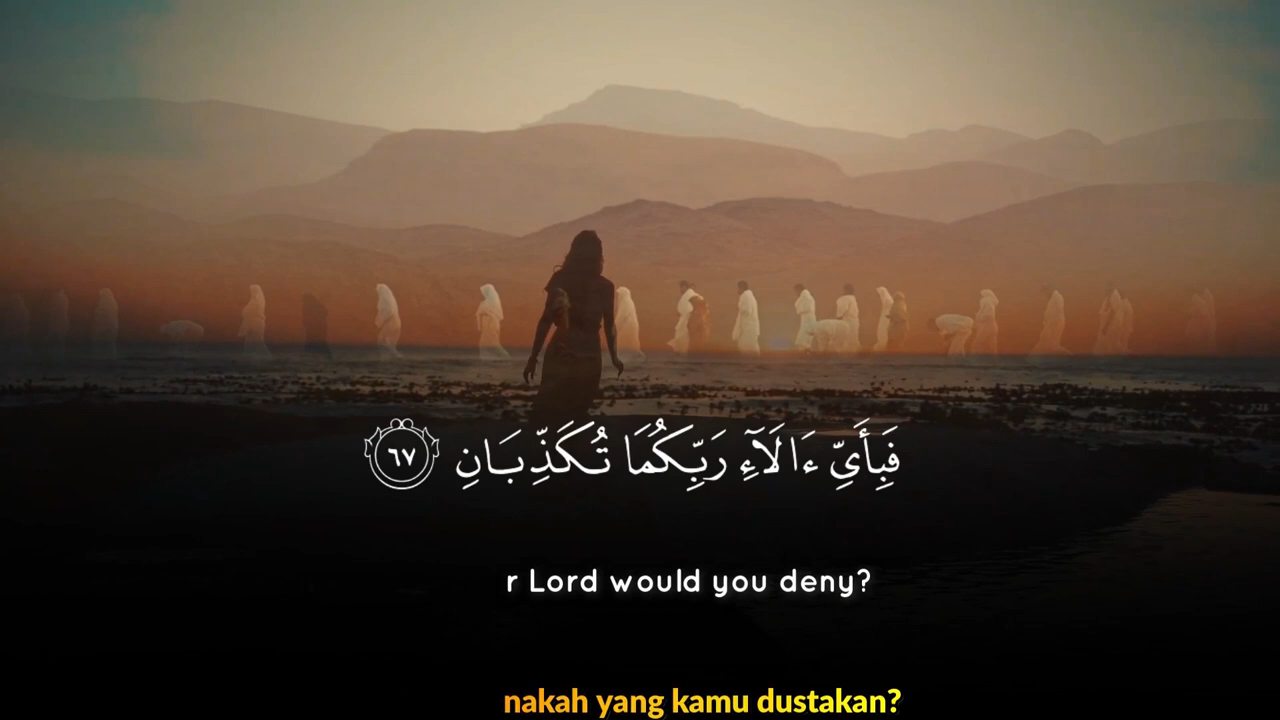 فَبِأَيِّ ءَالَآءِ رَبِّكُمَا تُكَذِّبَانِ ٦٧
r Lord would you deny?
nakah yang kamu dustakan?